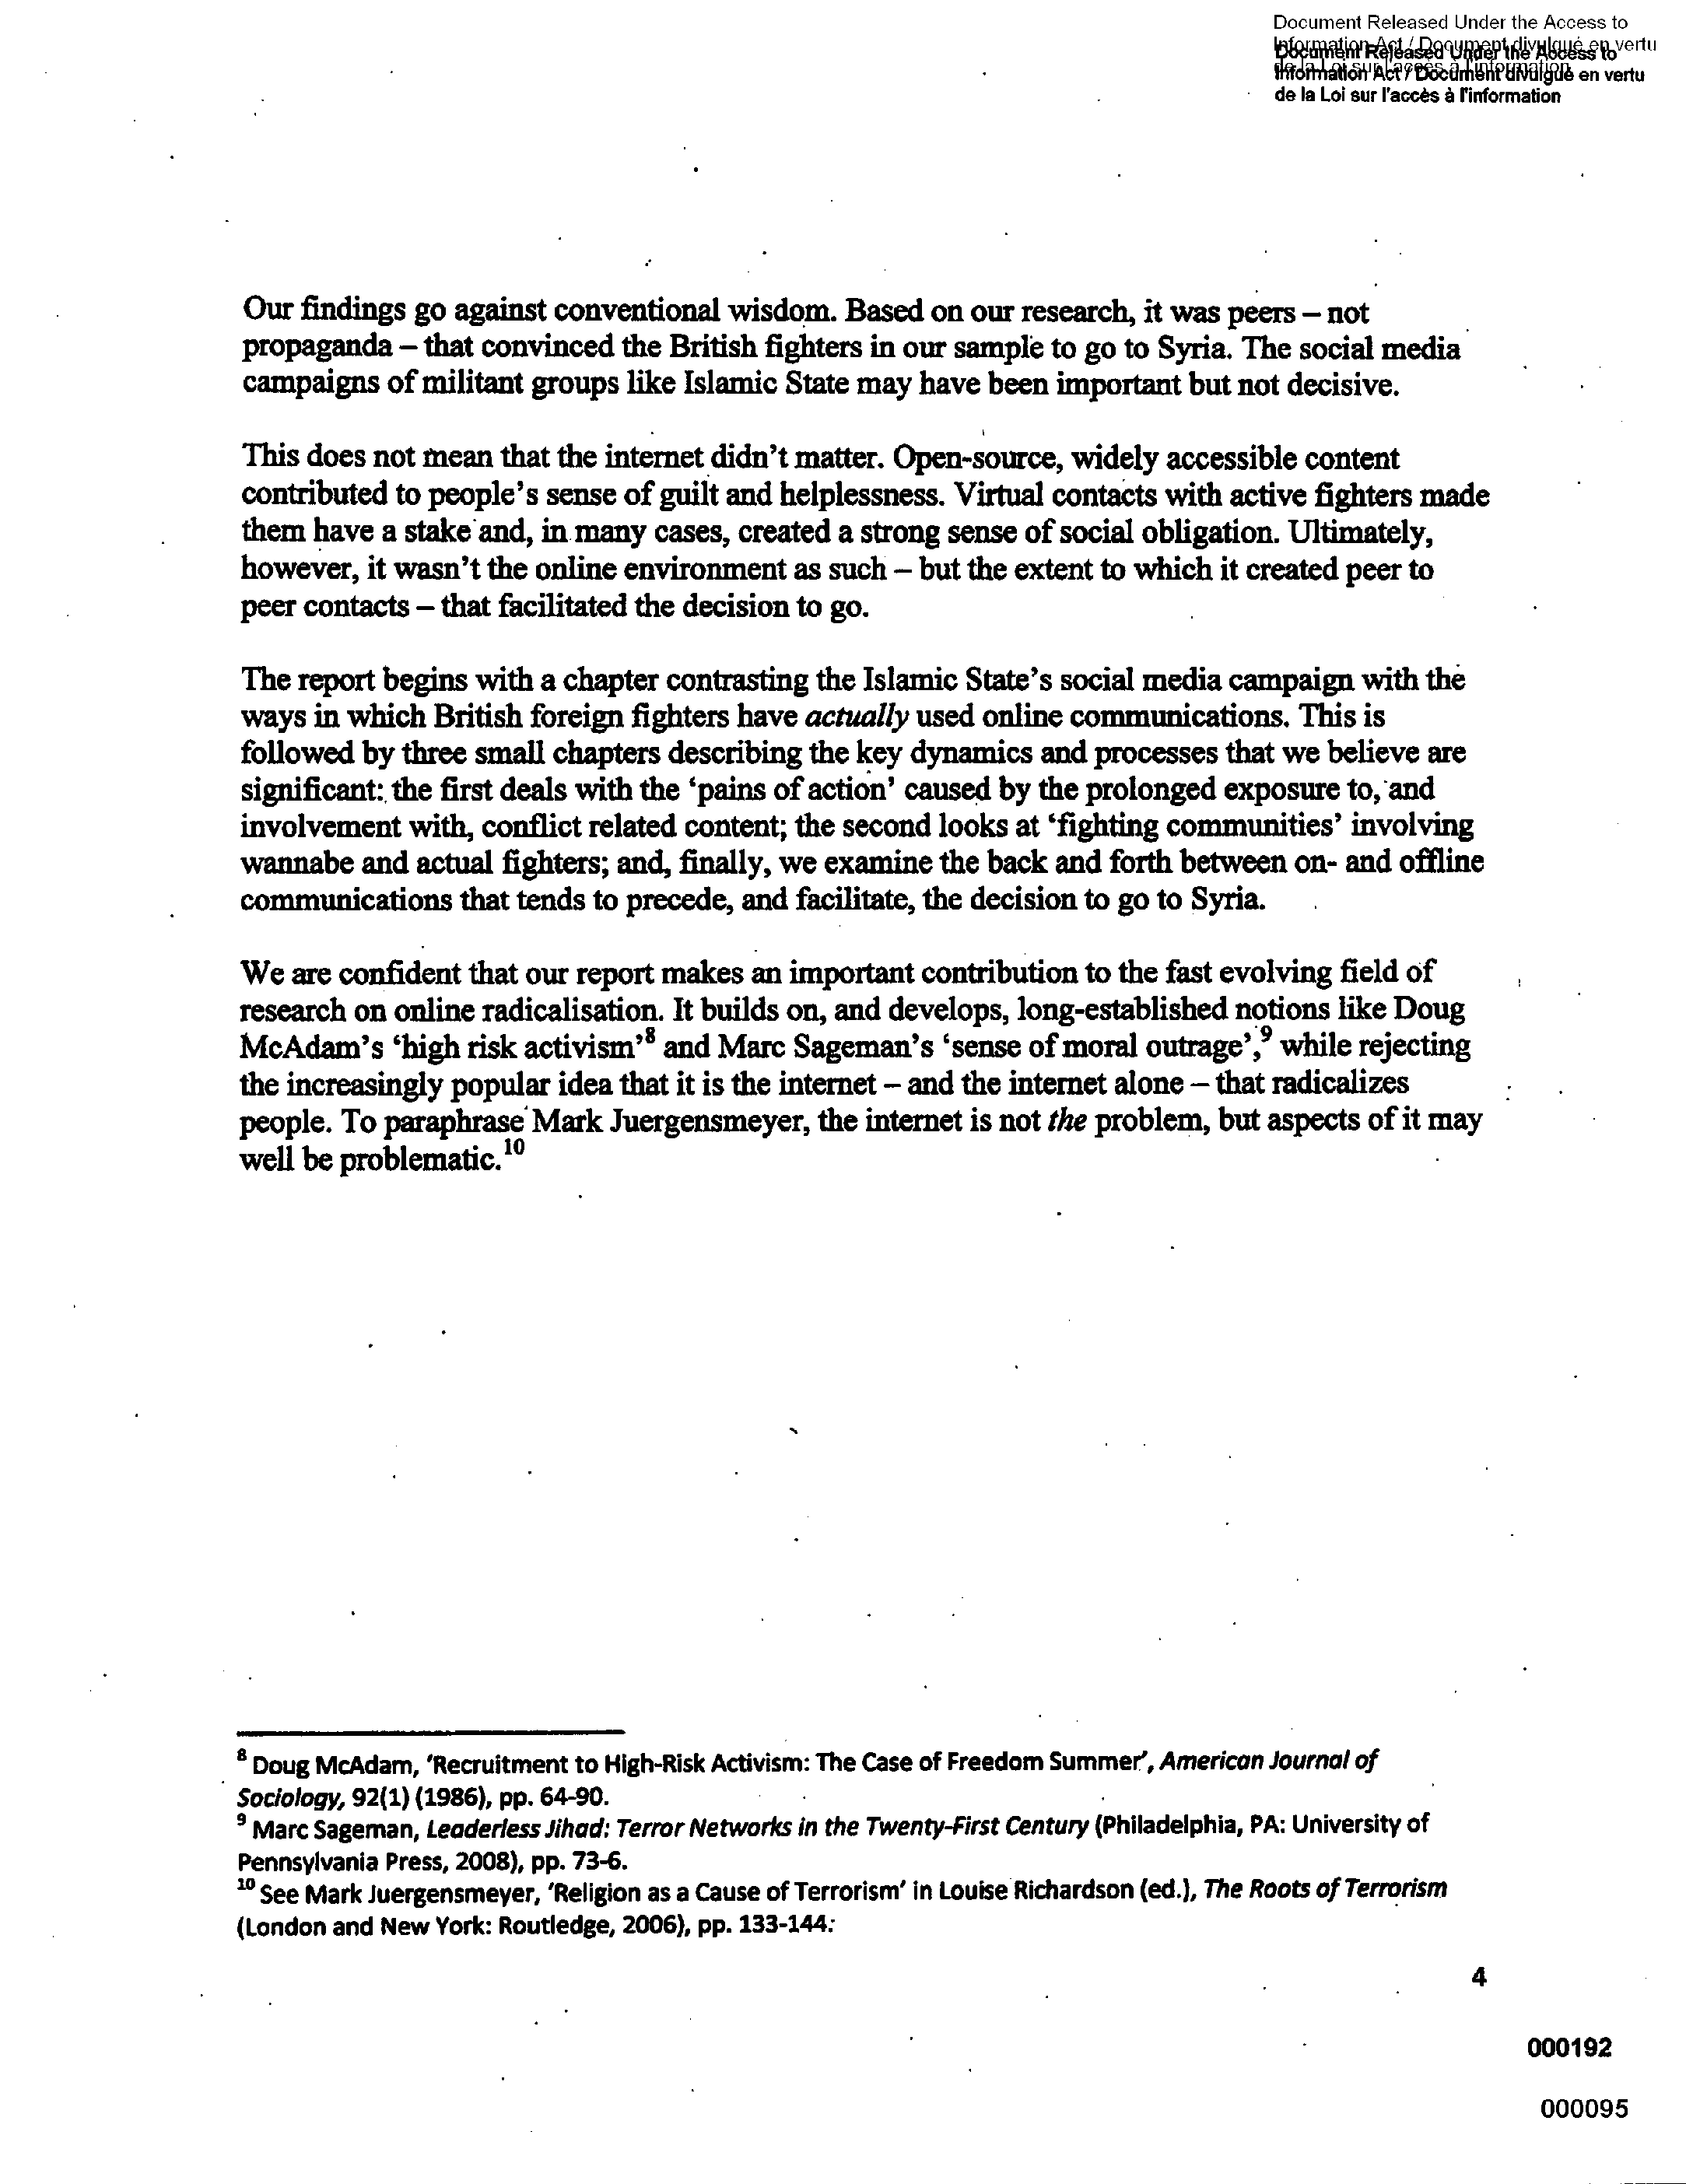 Document Released Under the Access to
Information Act / Document divulgué en vertu
de la Loi sur l'accès à l'information
Document Released Under the Access to
Information Act / Document divulgué en vertu
de la Loi sur l'accès à l'information
Our findings go against conventional wisdom. Based on our research, it was peers – not
propaganda – that convinced the British fighters in our sample to go to Syria. The social media
campaigns of militant groups like Islamic State may have been important but not decisive.
This does not mean that the internet didn't matter. Open-source, widely accessible content
contributed to people's sense of guilt and helplessness. Virtual contacts with active fighters made
them have a stake and, in many cases, created a strong sense of social obligation. Ultimately,
however, it wasn't the online environment as such – but the extent to which it created peer to
peer contacts – that facilitated the decision to go.
The report begins with a chapter contrasting the Islamic State's social media campaign with the
ways in which British foreign fighters have actually used online communications. This is
followed by three small chapters describing the key dynamics and processes that we believe are
significant: the first deals with the 'pains of action' caused by the prolonged exposure to, and
involvement with, conflict related content; the second looks at 'fighting communities' involving
wannabe and actual fighters; and, finally, we examine the back and forth between on- and offline
communications that tends to precede, and facilitate, the decision to go to Syria.
We are confident that our report makes an important contribution to the fast evolving field of
research on online radicalisation. It builds on, and develops, long-established notions like Doug
McAdam's 'high risk activism'8 and Marc Sageman's 'sense of moral outrage',9 while rejecting
the increasingly popular idea that it is the internet – and the internet alone – that radicalizes
people. To paraphrase Mark Juergensmeyer, the internet is not the problem, but aspects of it may
well be problematic.10
8 Doug McAdam, 'Recruitment to High-Risk Activism: The Case of Freedom Summer', American Journal of
Sociology, 92(1) (1986), pp. 64-90.
9 Marc Sageman, Leaderless Jihad: Terror Networks in the Twenty-First Century (Philadelphia, PA: University of
Pennsylvania Press, 2008), pp. 73-6.
10 See Mark Juergensmeyer, 'Religion as a Cause of Terrorism' in Louise Richardson (ed.), The Roots of Terrorism
(London and New York: Routledge, 2006), pp. 133-144.
4
000192
000095